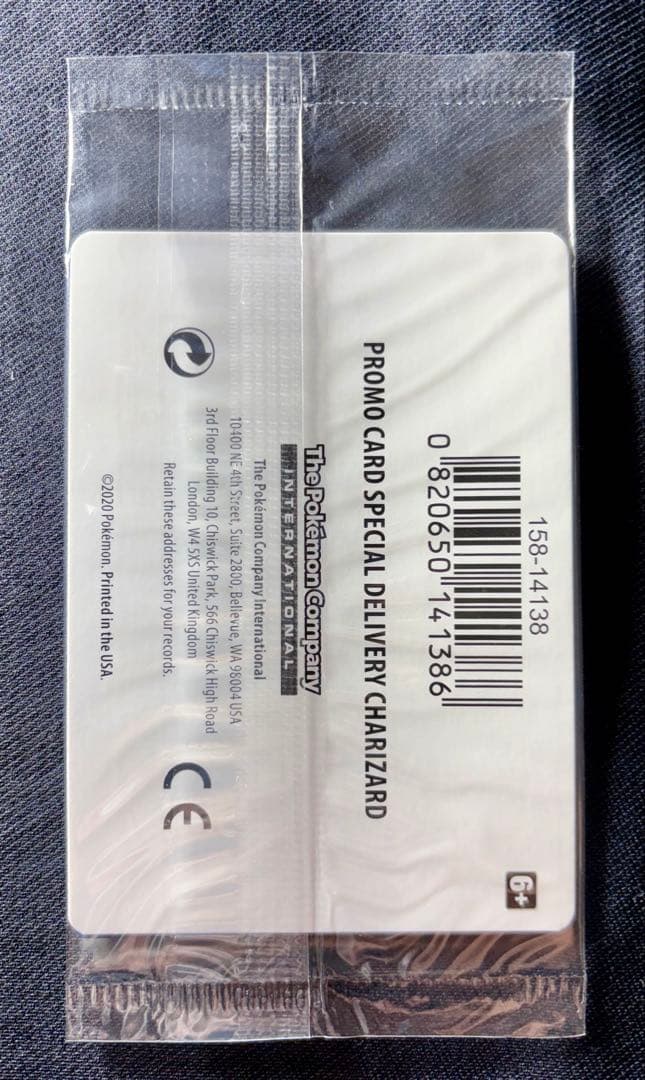 158-14138
0 820650 141386
6+
PROMO CARD SPECIAL DELIVERY CHARIZARD
The Pokémon Company
INTERNATIONAL
The Pokémon Company International
10400 NE 4th Street, Suite 2800, Bellevue, WA 98004 USA
3rd Floor Building 10, Chiswick Park, 566 Chiswick High Road
London, W4 5XS United Kingdom
Retain these addresses for your records.
CE
©2020 Pokémon. Printed in the USA.